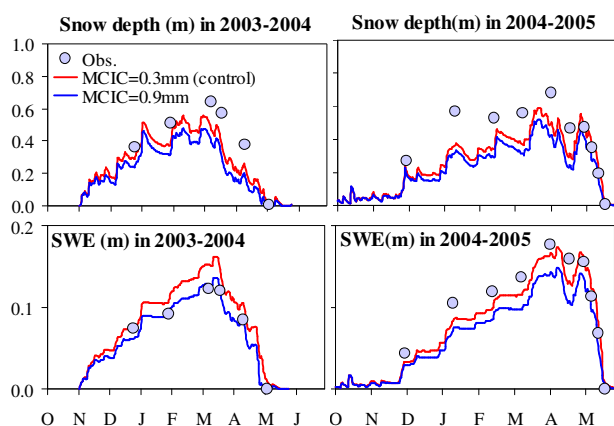 Snow depth (m) in 2003-2004
Snow depth(m) in 2004-2005
1.0
0.8
0.6
0.4
0.2
0.0
Obs.
MCIC=0.3mm (control)
MCIC=0.9mm
SWE (m) in 2003-2004
SWE(m) in 2004-2005
0.2
0.1
0.0
O N D J F M A M J
O N D J F M A M